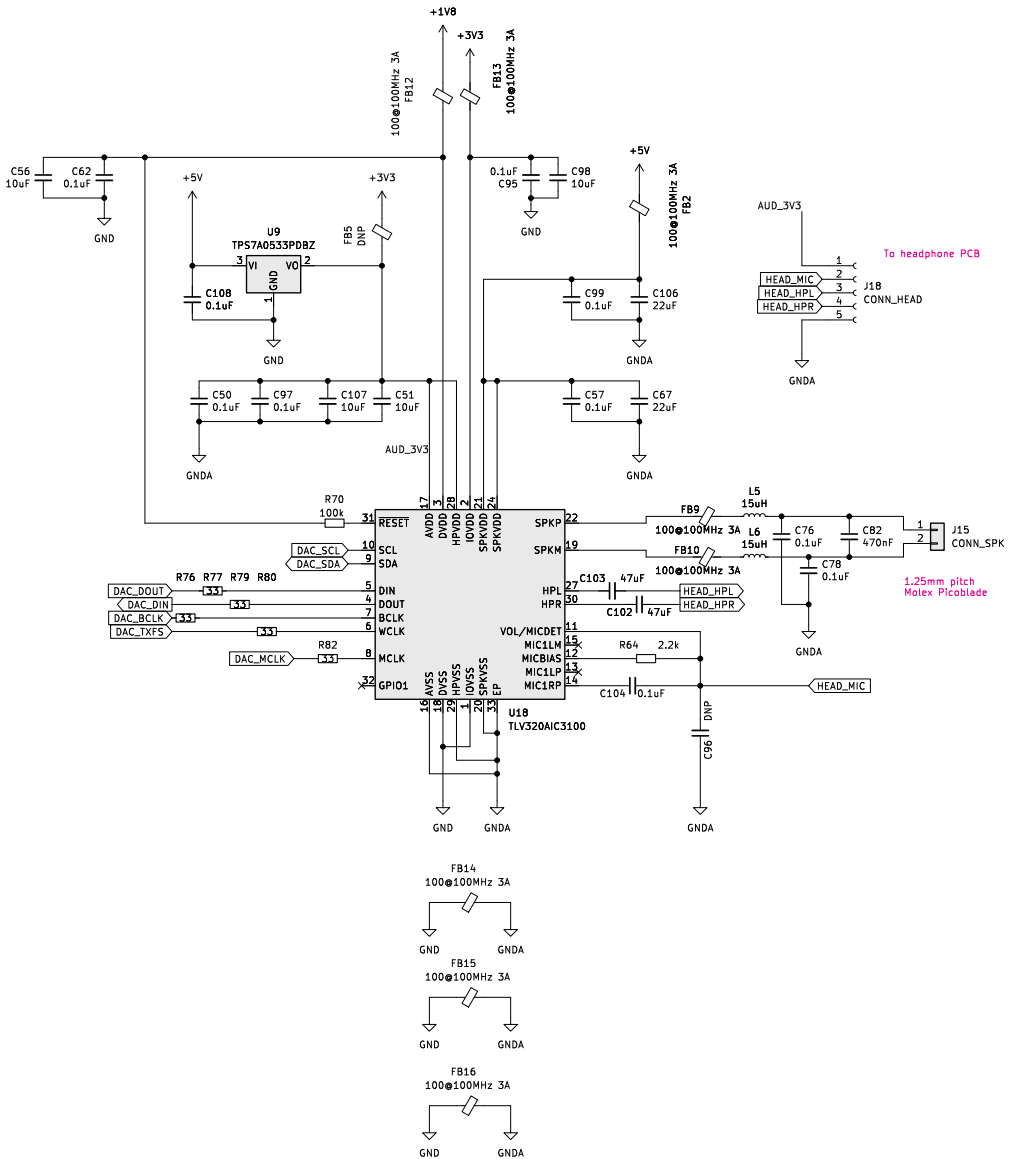 +1V8
+3V3
100@100MHz 3A
FB12
FB13
100@100MHz 3A
C56
10uF
C62
0.1uF
GND
0.1uF
C95
C98
10uF
GND
+5V
100@100MHz 3A
FB2
+5V
+3V3
FB5
DNP
U9
TPS7A0533PDBZ
3 VI
VO 2
GND
1
C108
0.1uF
GND
C99
0.1uF
C106
22uF
GNDA
AUD_3V3
To headphone PCB
1
HEAD_MIC 2
HEAD_HPL 3
HEAD_HPR 4
5
J18
CONN_HEAD
GNDA
C50
0.1uF
C97
0.1uF
C107
10uF
C51
10uF
GNDA
AUD_3V3
C57
0.1uF
C67
22uF
GNDA
17 3 28 2 21 24
AVDD DVDD HPVDD IOVDD SPKVDD SPKVDD
R70
100k
31 RESET
DAC_SCL 10 SCL
DAC_SDA 9 SDA
R76 R77 R79 R80
DAC_DOUT 33 5 DIN
DAC_DIN 33 4 DOUT
DAC_BCLK 33 7 BCLK
DAC_TXFS 33 6 WCLK
R82
DAC_MCLK 33 8 MCLK
32 GPIO1
SPKP 22
SPKM 19
HPL 27
HPR 30
VOL/MICDET 11
MIC1LM 15
MICBIAS 12
MIC1LP 13
MIC1RP 14
AVSS DVSS HPVSS IOVSS SPKVSS EP
16 18 29 1 20 33
U18
TLV320AIC3100
FB9
100@100MHz 3A
FB10
100@100MHz 3A
L5
15uH
L6
15uH
C76
0.1uF
C82
470nF
C78
0.1uF
GNDA
1
2
J15
CONN_SPK
1.25mm pitch
Molex Picoblade
C103 47uF HEAD_HPL
C102 47uF HEAD_HPR
R64 2.2k
C104 0.1uF
HEAD_MIC
DNP
C96
GND
GNDA
GNDA
FB14
100@100MHz 3A
GND
GNDA
FB15
100@100MHz 3A
GND
GNDA
FB16
100@100MHz 3A
GND
GNDA